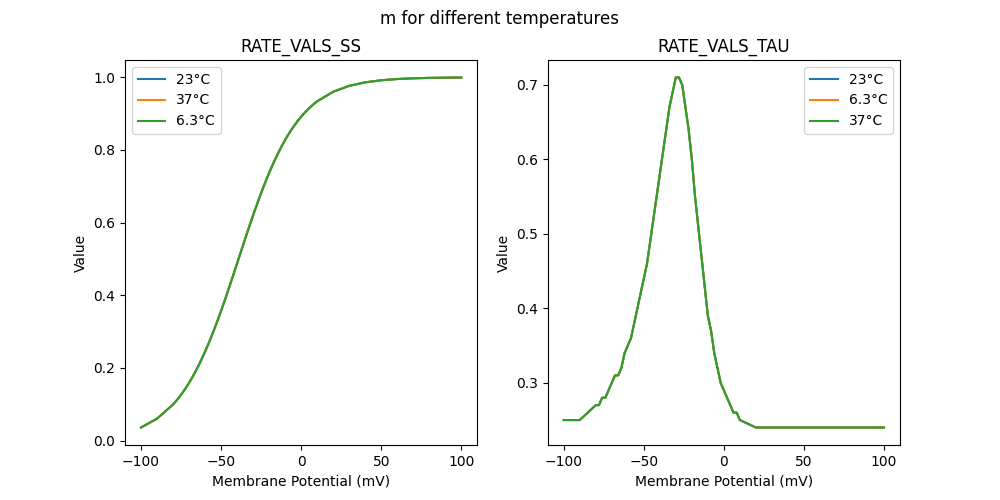 m for different temperatures
RATE_VALS_SS
1.0
0.8
0.6
0.4
0.2
0.0
Value
23°C
37°C
6.3°C
−100
−50
0
50
100
Membrane Potential (mV)
RATE_VALS_TAU
0.7
0.6
0.5
0.4
0.3
Value
23°C
6.3°C
37°C
−100
−50
0
50
100
Membrane Potential (mV)